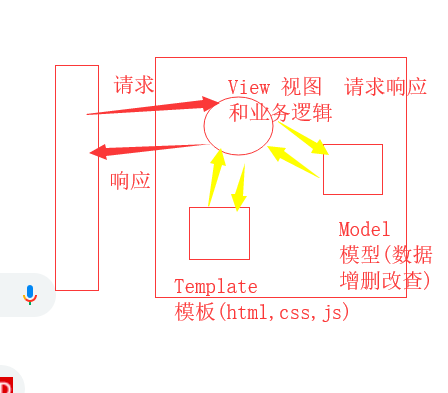 请求
View 视图 请求响应
和业务逻辑
响应
Model
模型(数据
增删改查)
Template
模板(html,css,js)